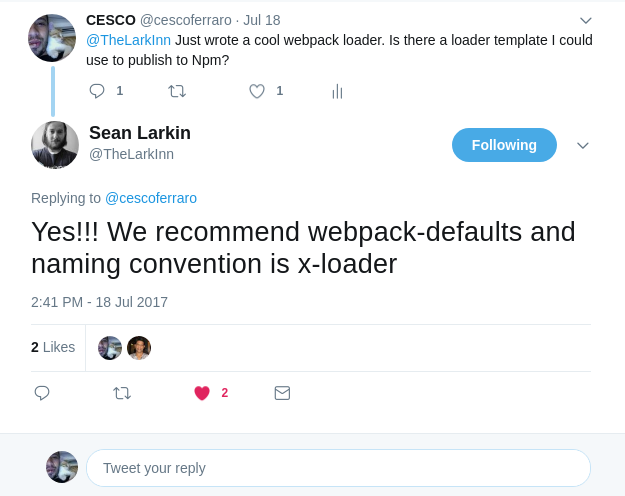 CESCO @cescoferraro · Jul 18
@TheLarkInn Just wrote a cool webpack loader. Is there a loader template I could
use to publish to Npm?
1 1
Sean Larkin
@TheLarkInn
Following
Replying to @cescoferraro
Yes!!! We recommend webpack-defaults and
naming convention is x-loader
2:41 PM - 18 Jul 2017
2 Likes
2
Tweet your reply